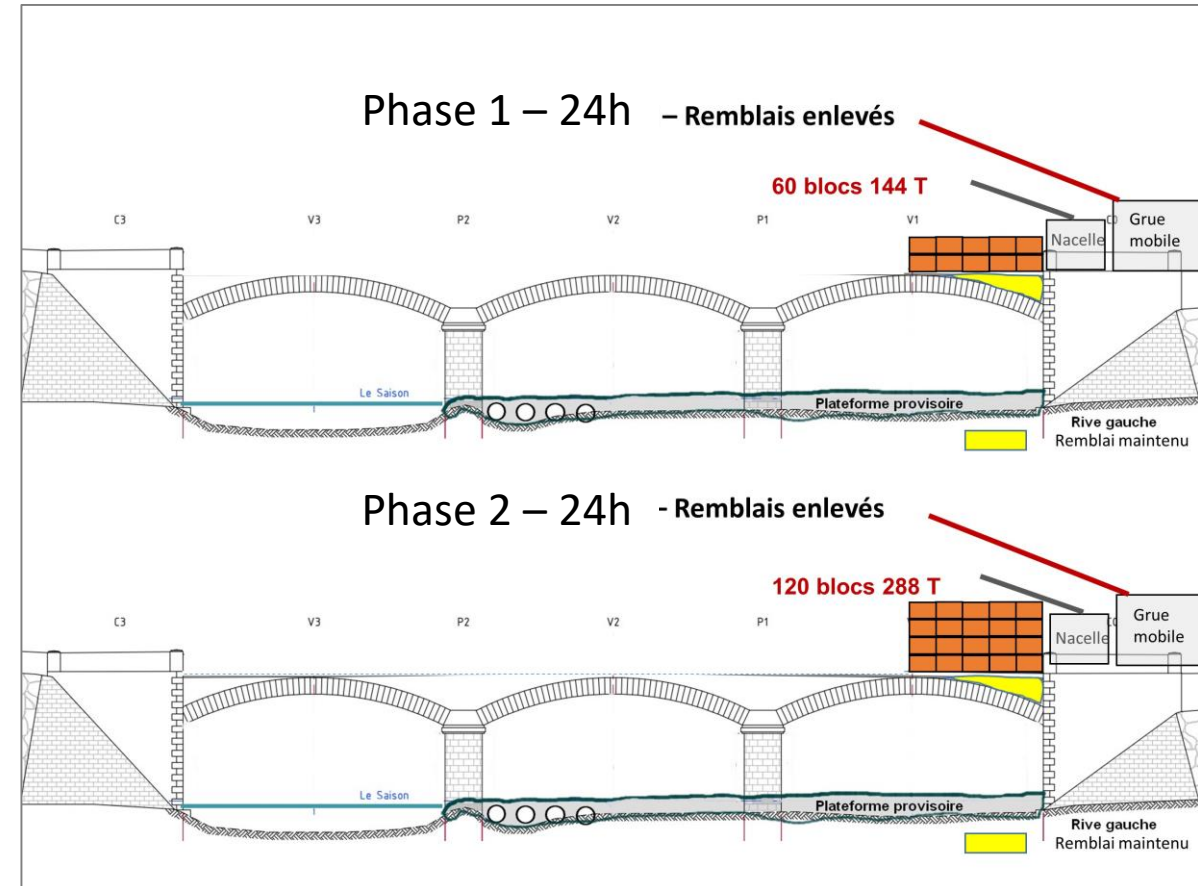 Phase 1 – 24h – Remblais enlevés
60 blocs 144 T
C3 V3 P2 V2 P1 V1
Nacelle
Grue
mobile
Le Saison
Plateforme provisoire
Rive gauche
Remblai maintenu
Phase 2 – 24h - Remblais enlevés
120 blocs 288 T
C3 V3 P2 V2 P1
Nacelle
Grue
mobile
Le Saison
Plateforme provisoire
Rive gauche
Remblai maintenu